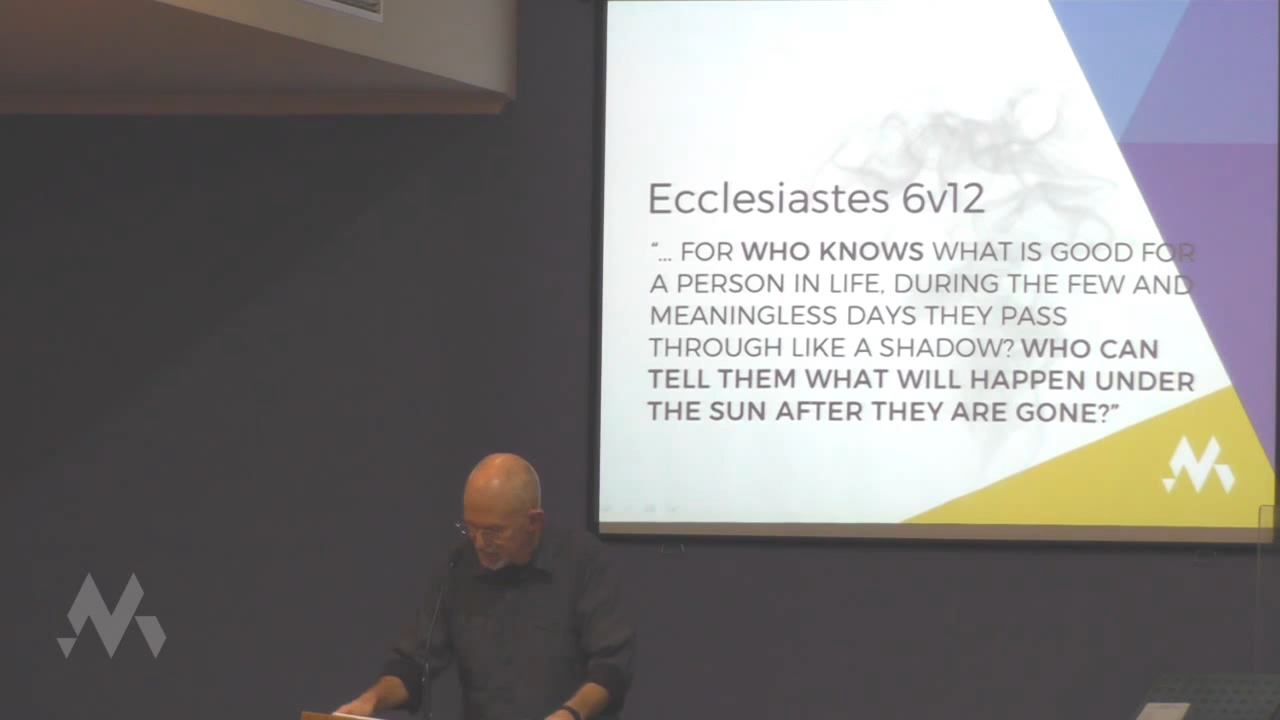 Ecclesiastes 6v12
“... FOR WHO KNOWS WHAT IS GOOD FOR
A PERSON IN LIFE, DURING THE FEW AND
MEANINGLESS DAYS THEY PASS
THROUGH LIKE A SHADOW? WHO CAN
TELL THEM WHAT WILL HAPPEN UNDER
THE SUN AFTER THEY ARE GONE?”